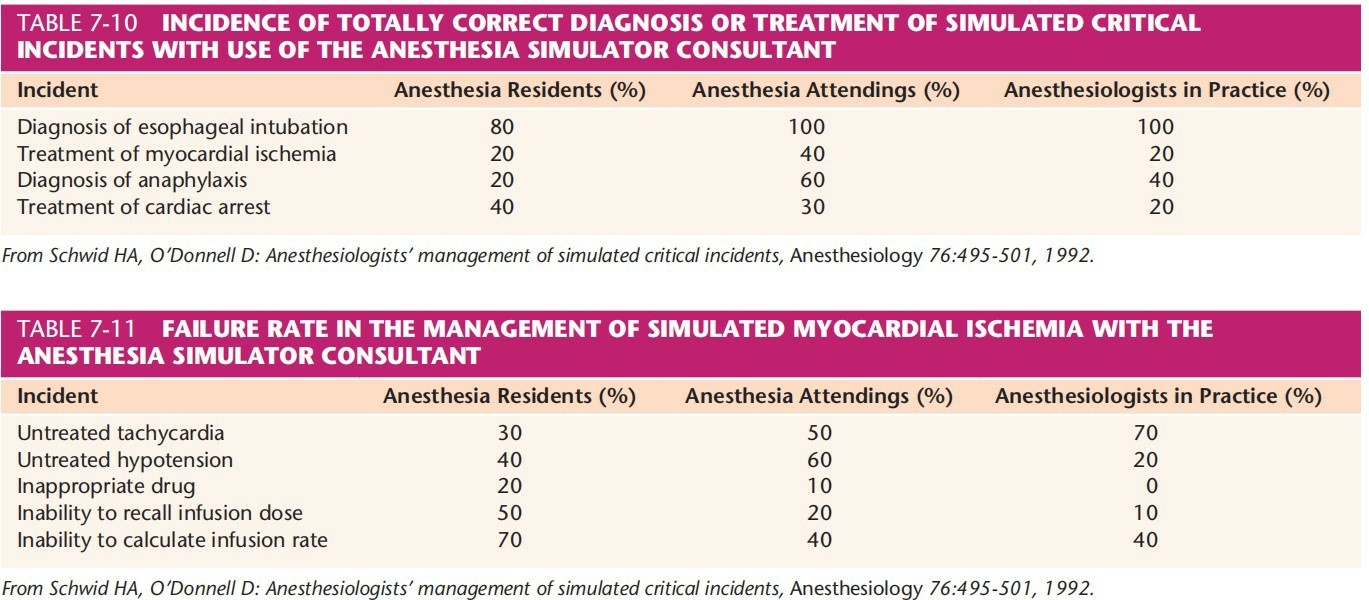 TABLE 7-10 INCIDENCE OF TOTALLY CORRECT DIAGNOSIS OR TREATMENT OF SIMULATED CRITICAL
INCIDENTS WITH USE OF THE ANESTHESIA SIMULATOR CONSULTANT
Incident Anesthesia Residents (%) Anesthesia Attendings (%) Anesthesiologists in Practice (%)
Diagnosis of esophageal intubation 80 100 100
Treatment of myocardial ischemia 20 40 20
Diagnosis of anaphylaxis 20 60 40
Treatment of cardiac arrest 40 30 20
From Schwid HA, O’Donnell D: Anesthesiologists’ management of simulated critical incidents, Anesthesiology 76:495-501, 1992.
TABLE 7-11 FAILURE RATE IN THE MANAGEMENT OF SIMULATED MYOCARDIAL ISCHEMIA WITH THE
ANESTHESIA SIMULATOR CONSULTANT
Incident Anesthesia Residents (%) Anesthesia Attendings (%) Anesthesiologists in Practice (%)
Untreated tachycardia 30 50 70
Untreated hypotension 40 60 20
Inappropriate drug 20 10 0
Inability to recall infusion dose 50 20 10
Inability to calculate infusion rate 70 40 40
From Schwid HA, O’Donnell D: Anesthesiologists’ management of simulated critical incidents, Anesthesiology 76:495-501, 1992.